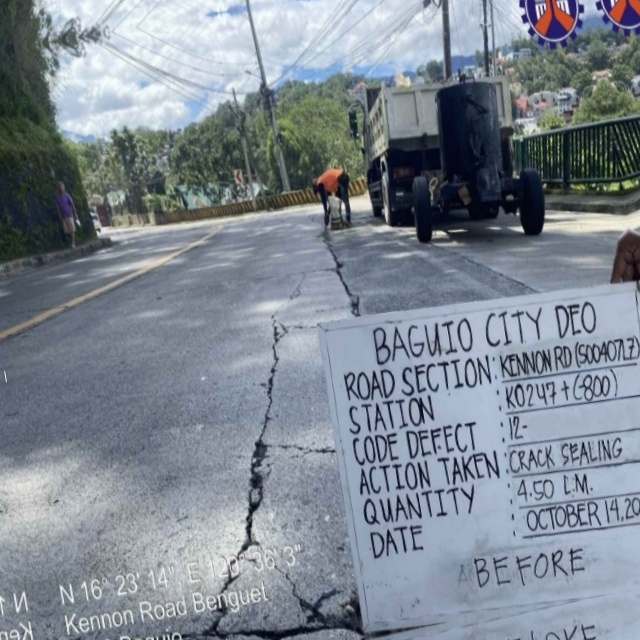 BAGUIO CITY DEO
ROAD SECTION KENNON RD (S00407LZ)
STATION K0247+(-800)
CODE DEFECT 12-
ACTION TAKEN CRACK SEALING
QUANTITY 4.50 L.M.
DATE OCTOBER 14, 20
BEFORE
N 16° 23' 14" E 120° 36' 3"
Kennon Road Benguet
Baguio